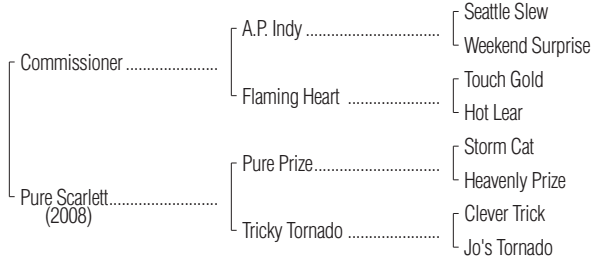 Seattle Slew
A.P. Indy ........................
Weekend Surprise
Commissioner ......................
Touch Gold
Flaming Heart ......................
Hot Lear
Storm Cat
Pure Prize.......................
Heavenly Prize
Pure Scarlett..........................
(2008)
Clever Trick
Tricky Tornado ......................
Jo's Tornado